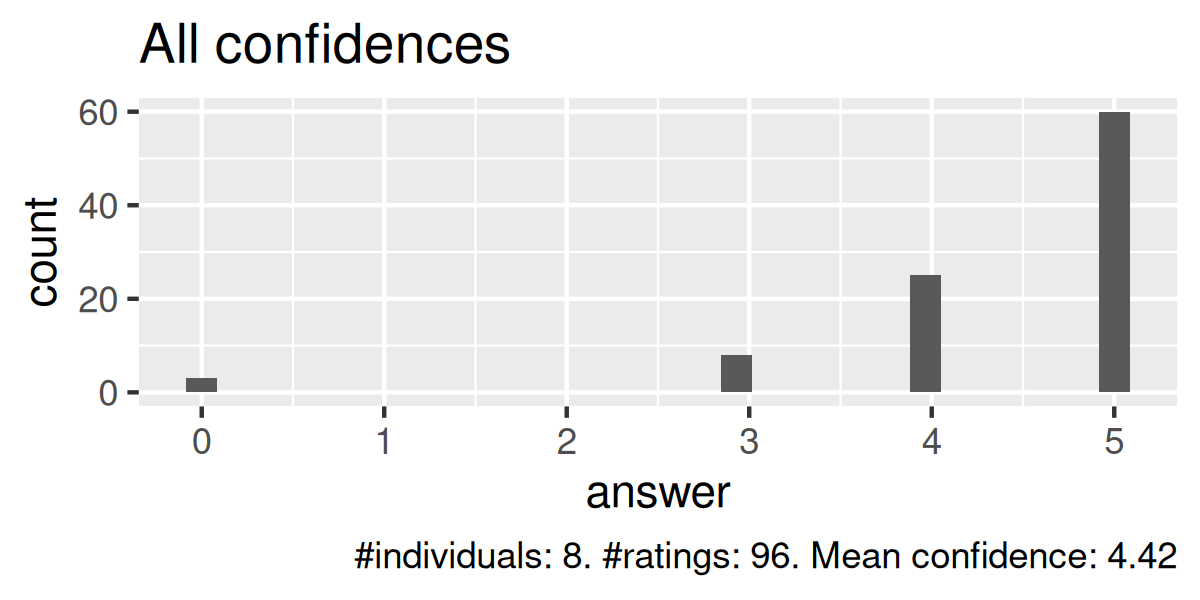 All confidences
60
40
20
0
count
0 1 2 3 4 5
answer
#individuals: 8. #ratings: 96. Mean confidence: 4.42